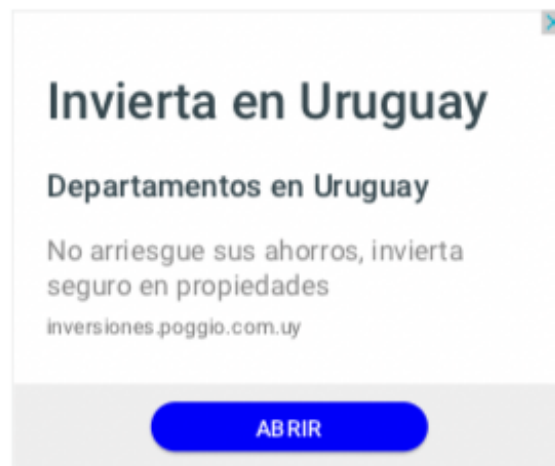 Invierta en Uruguay
Departamentos en Uruguay
No arriesgue sus ahorros, invierta
seguro en propiedades
inversiones.poggio.com.uy
ABRIR